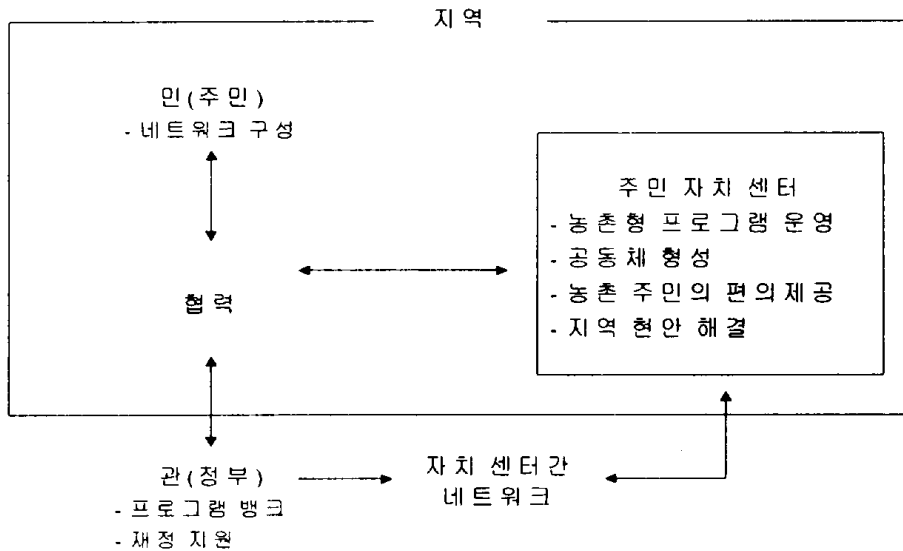 지역
민(주민)
- 네트워크 구성
협력
주민 자치 센터
- 농촌형 프로그램 운영
- 공동체 형성
- 농촌 주민의 편의제공
- 지역 현안 해결
관(정부)
- 프로그램 뱅크
- 재정 지원
자치 센터간
네트워크